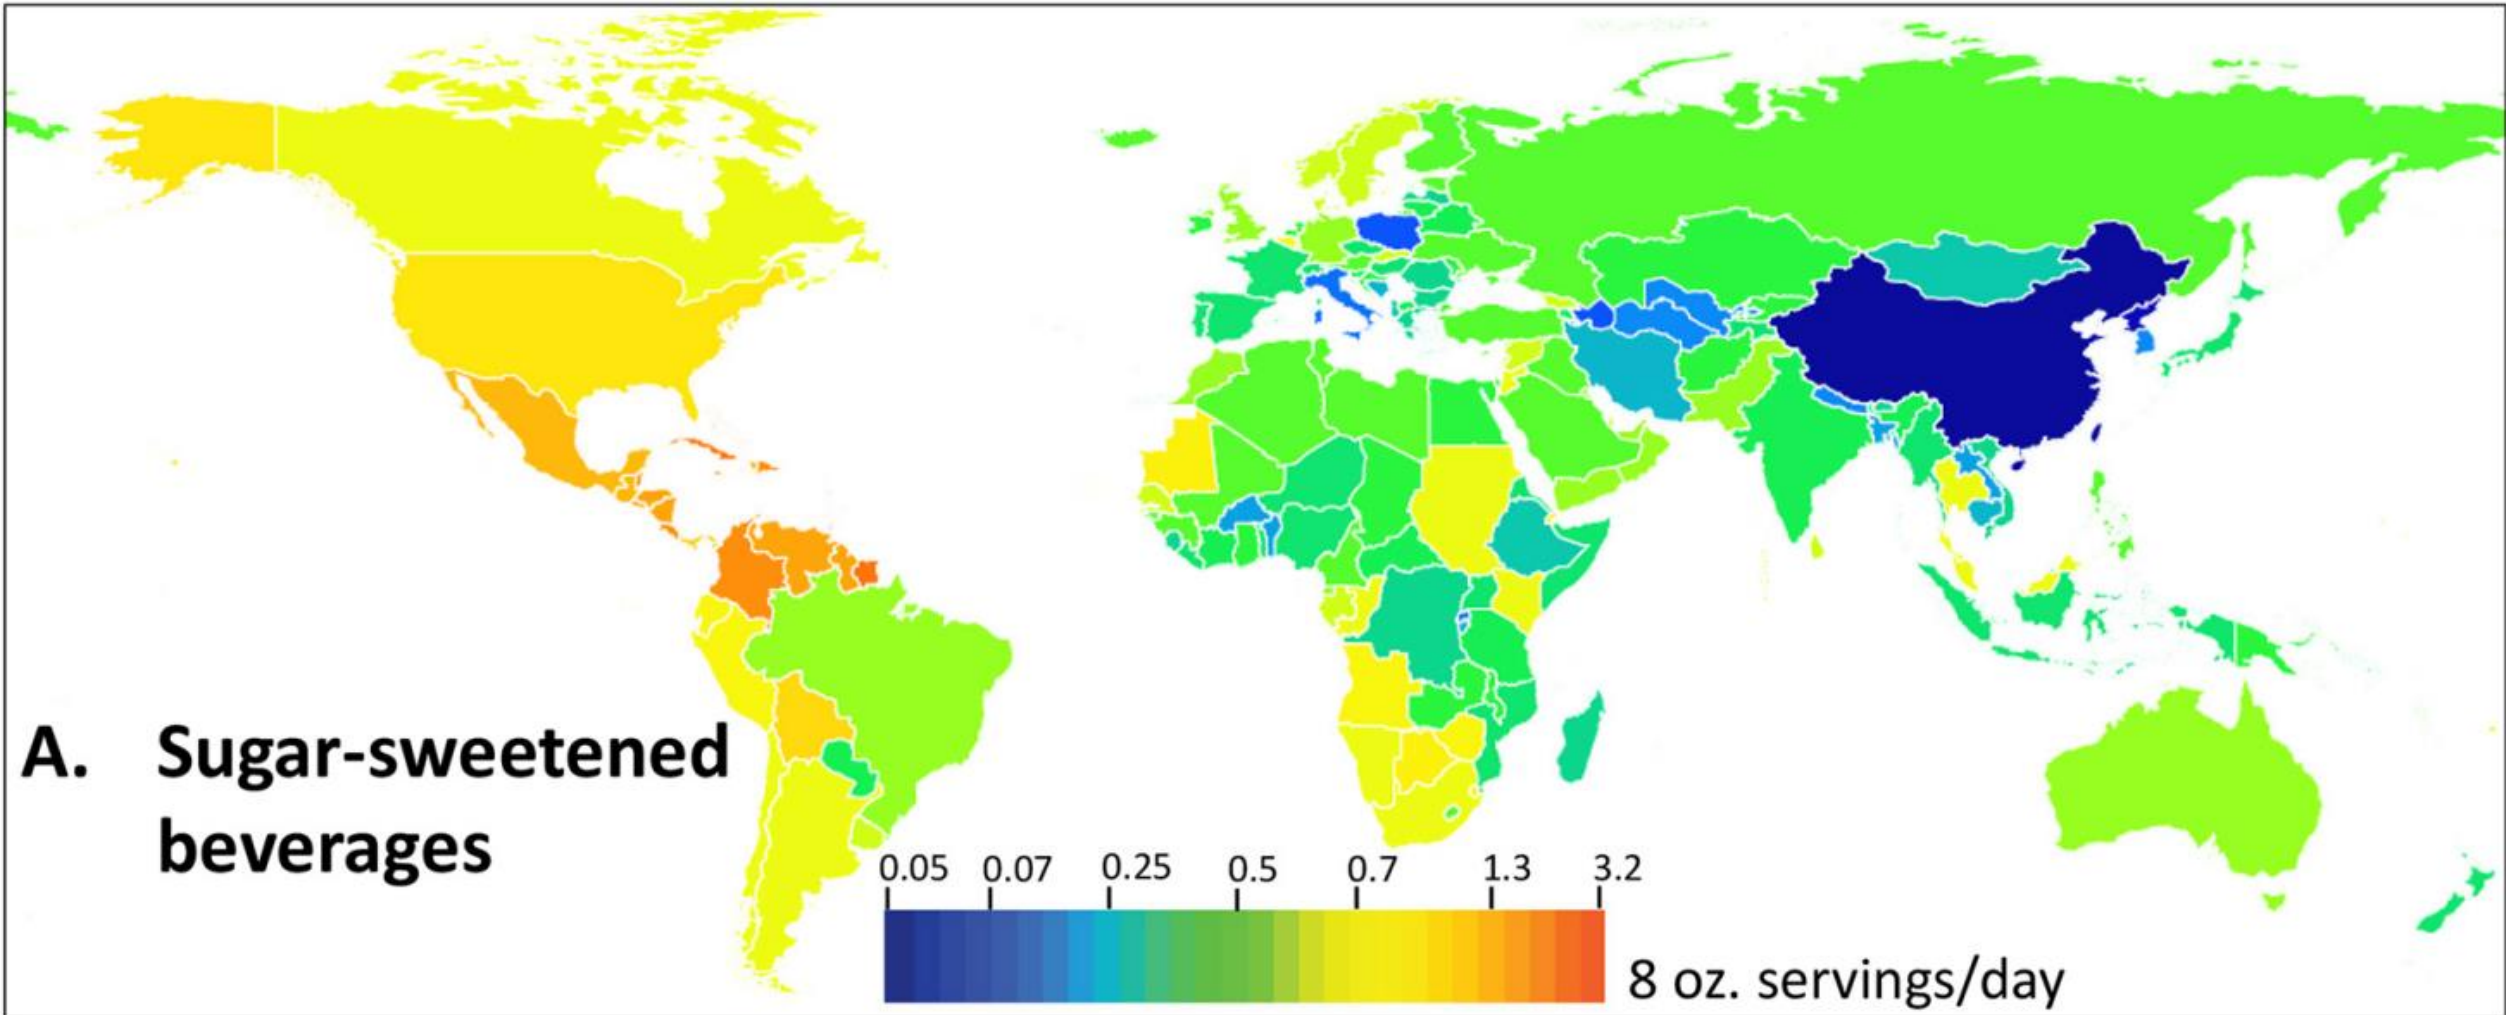 A. Sugar-sweetened
beverages
0.05 0.07 0.25 0.5 0.7 1.3 3.2
8 oz. servings/day